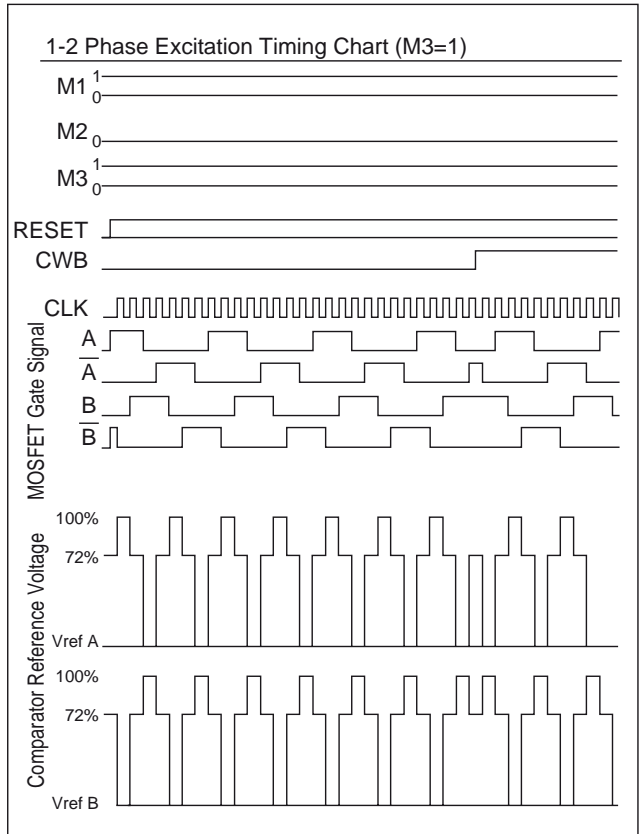 1-2 Phase Excitation Timing Chart (M3=1)
M1 1
0
M2 0
M3 1
0
RESET
CWB
CLK
MOSFET Gate Signal
A
A̅
B
B̅
Comparator Reference Voltage
100%
72%
Vref A
100%
72%
Vref B